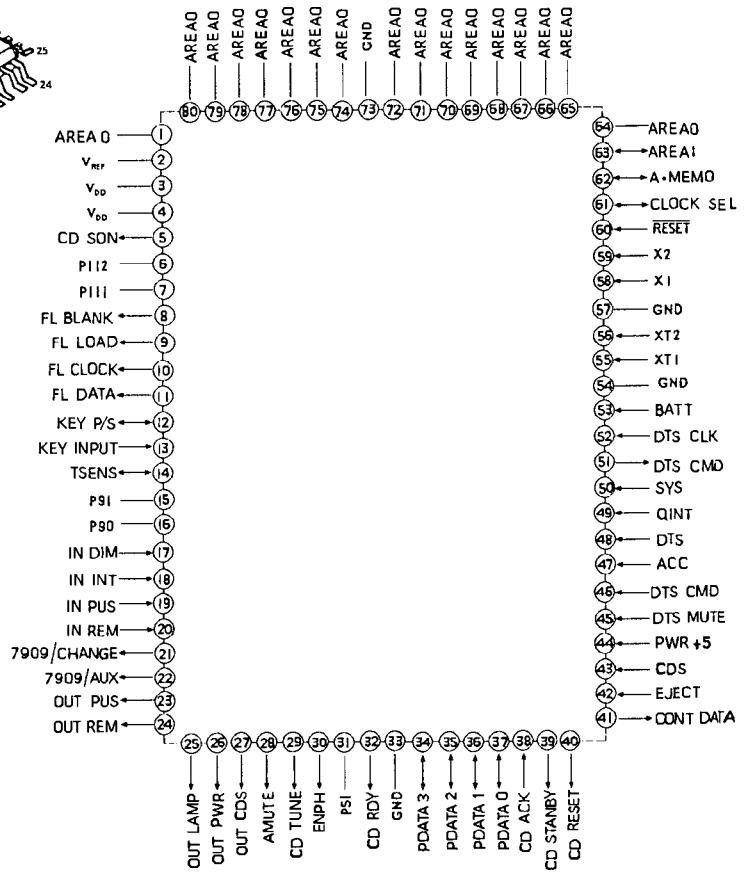 25
24
AREA0 AREA0 AREA0 AREA0 AREA0 AREA0 AREA0 GND AREA0 AREA0 AREA0 AREA0 AREA0 AREA0 AREA0 AREA0
80 79 78 77 76 75 74 73 72 71 70 69 68 67 66 65
AREA0 1
VREF 2
VDD 3
VDD 4
CD SON 5
P112 6
P111 7
FL BLANK 8
FL LOAD 9
FL CLOCK 10
FL DATA 11
KEY P/S 12
KEY INPUT 13
TSENS 14
P91 15
P90 16
IN DIM 17
IN INT 18
IN PUS 19
IN REM 20
7909/CHANGE 21
7909/AUX 22
OUT PUS 23
OUT REM 24
64 AREA0
63 AREA1
62 A·MEMO
61 CLOCK SEL
60 RESET
59 X2
58 X1
57 GND
56 XT2
55 XT1
54 GND
53 BATT
52 DTS CLK
51 DTS CMD
50 SYS
49 QINT
48 DTS
47 ACC
46 DTS CMD
45 DTS MUTE
44 PWR +5
43 CDS
42 EJECT
41 CONT DATA
25 26 27 28 29 30 31 32 33 34 35 36 37 38 39 40
OUT LAMP OUT PWR OUT CDS AMUTE CD TUNE ENPH PS1 CD RDY GND PDATA 3 PDATA 2 PDATA 1 PDATA 0 CD ACK CD STANBY CD RESET